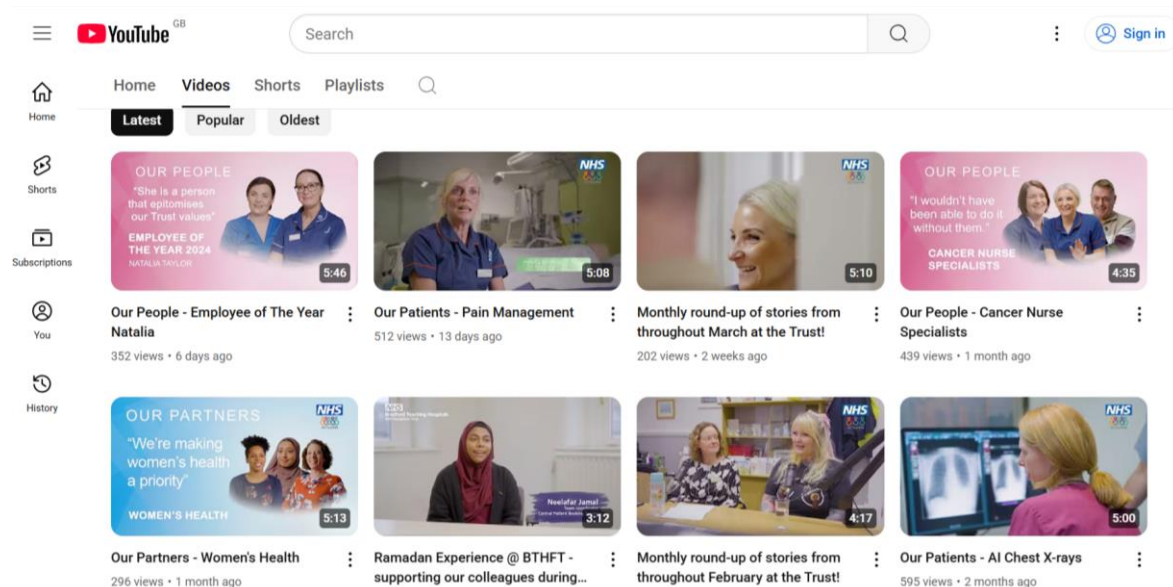 YouTube GB
Search
Sign in
Home
Videos
Shorts
Playlists
Home
Shorts
Subscriptions
You
History
Latest
Popular
Oldest
OUR PEOPLE
"She is a person
that epitomises
our Trust values"
EMPLOYEE OF
THE YEAR 2024
NATALIA TAYLOR
5:46
Our People - Employee of The Year
Natalia
352 views • 6 days ago
NHS
5:08
Our Patients - Pain Management
512 views • 13 days ago
NHS
5:10
Monthly round-up of stories from
throughout March at the Trust!
202 views • 2 weeks ago
OUR PEOPLE
"I wouldn't have
been able to do it
without them."
CANCER NURSE
SPECIALISTS
4:35
Our People - Cancer Nurse
Specialists
439 views • 1 month ago
OUR PARTNERS
NHS
"We're making
women's health
a priority"
WOMEN'S HEALTH
5:13
Our Partners - Women's Health
296 views • 1 month ago
NHS
Bradford Teaching Hospitals
Neelafar Jamal
3:12
Ramadan Experience @ BTHFT -
supporting our colleagues during...
NHS
4:17
Monthly round-up of stories from
throughout February at the Trust!
NHS
5:00
Our Patients - AI Chest X-rays
595 views • 2 months ago